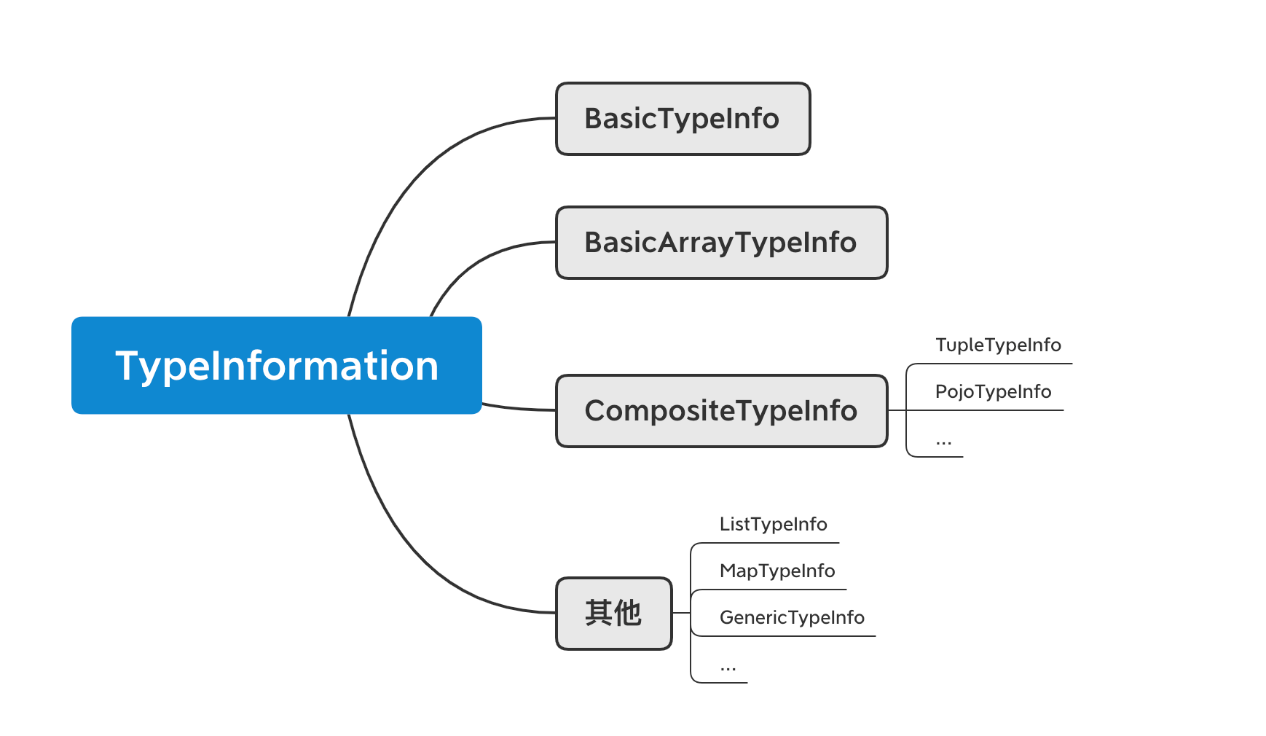 TypeInformation
BasicTypeInfo
BasicArrayTypeInfo
CompositeTypeInfo
TupleTypeInfo
PojoTypeInfo
...
其他
ListTypeInfo
MapTypeInfo
GenericTypeInfo
...